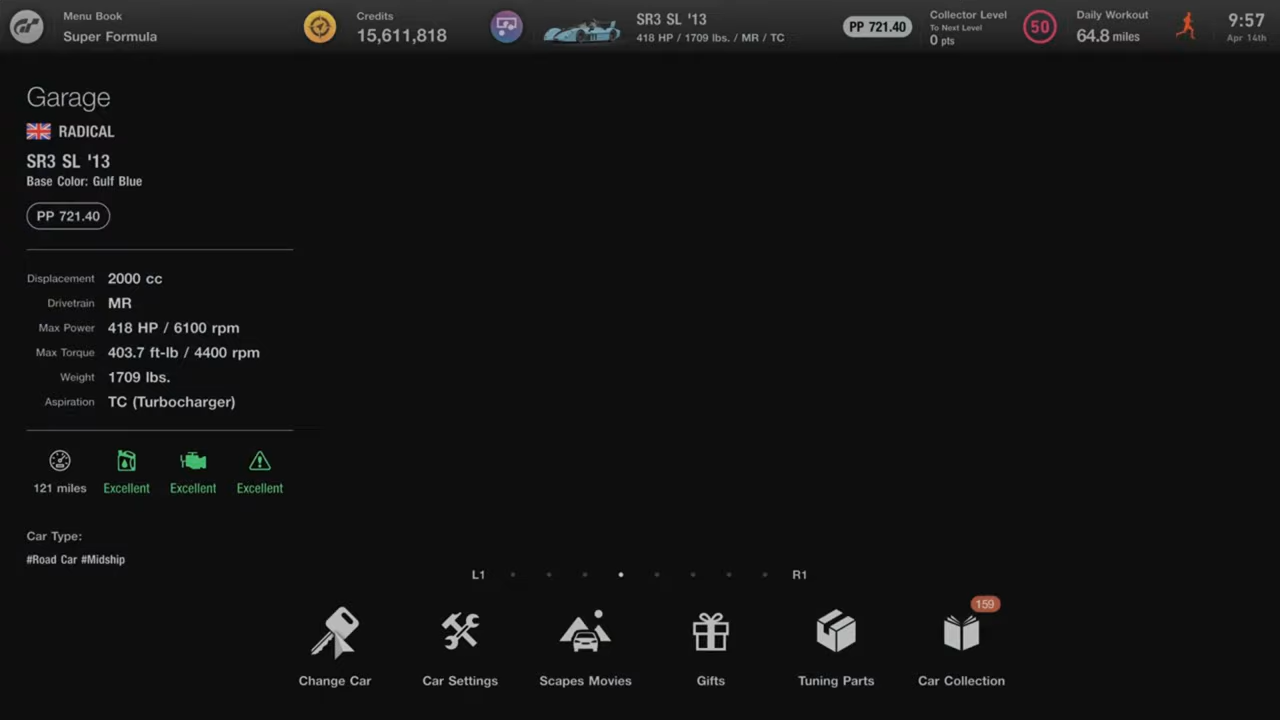 Menu Book
Super Formula
Credits
15,611,818
SR3 SL '13
418 HP / 1709 lbs. / MR / TC
PP 721.40
Collector Level
To Next Level
0 pts
50
Daily Workout
64.8 miles
9:57
Apr 14th
Garage
RADICAL
SR3 SL '13
Base Color: Gulf Blue
PP 721.40
Displacement 2000 cc
Drivetrain MR
Max Power 418 HP / 6100 rpm
Max Torque 403.7 ft-lb / 4400 rpm
Weight 1709 lbs.
Aspiration TC (Turbocharger)
121 miles Excellent Excellent Excellent
Car Type:
#Road Car #Midship
L1 R1
159
Change Car Car Settings Scapes Movies Gifts Tuning Parts Car Collection